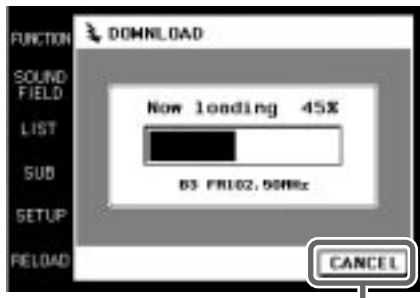 FUNCTION
SOUND
FIELD
LIST
SUB
SETUP
RELOAD
DOWNLOAD
Now loading 45%
B3 FM102.50MHz
CANCEL